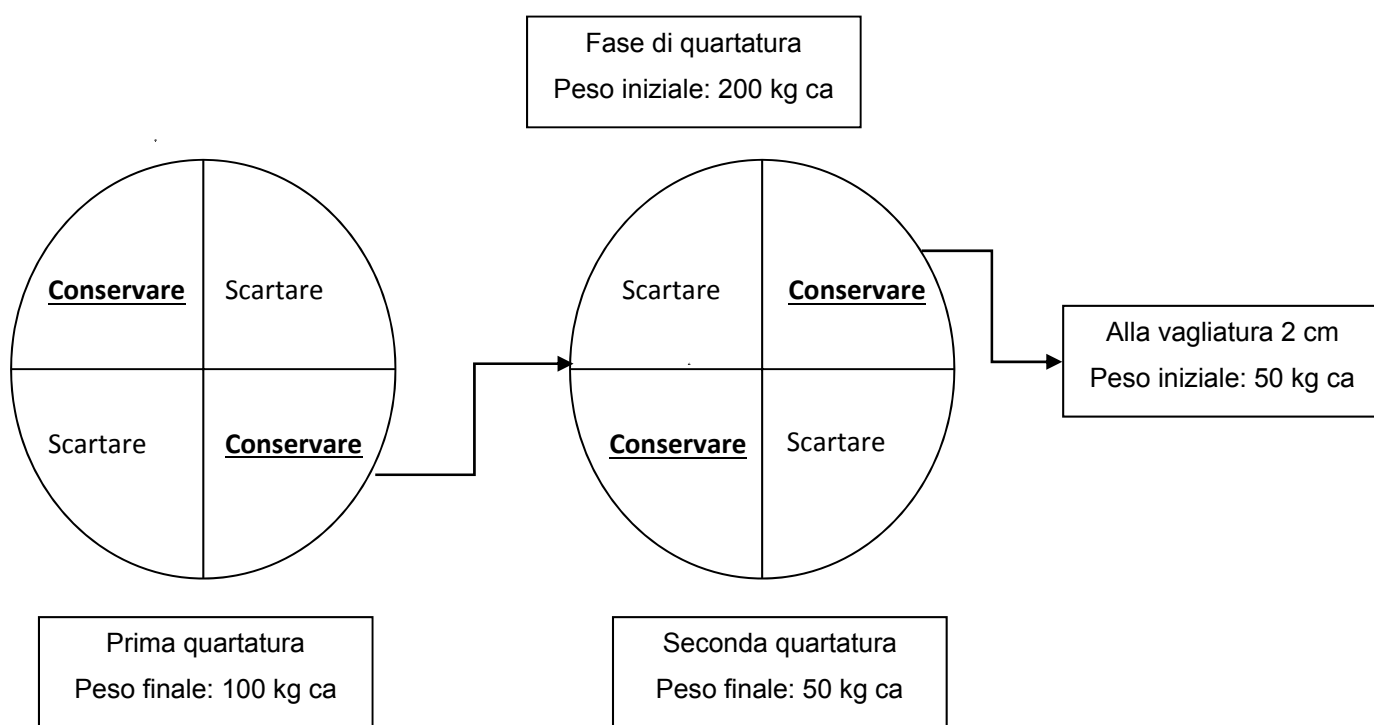 Fase di quartatura
Peso iniziale: 200 kg ca
Conservare
Scartare
Scartare
Conservare
Scartare
Conservare
Conservare
Scartare
Alla vagliatura 2 cm
Peso iniziale: 50 kg ca
Prima quartatura
Peso finale: 100 kg ca
Seconda quartatura
Peso finale: 50 kg ca